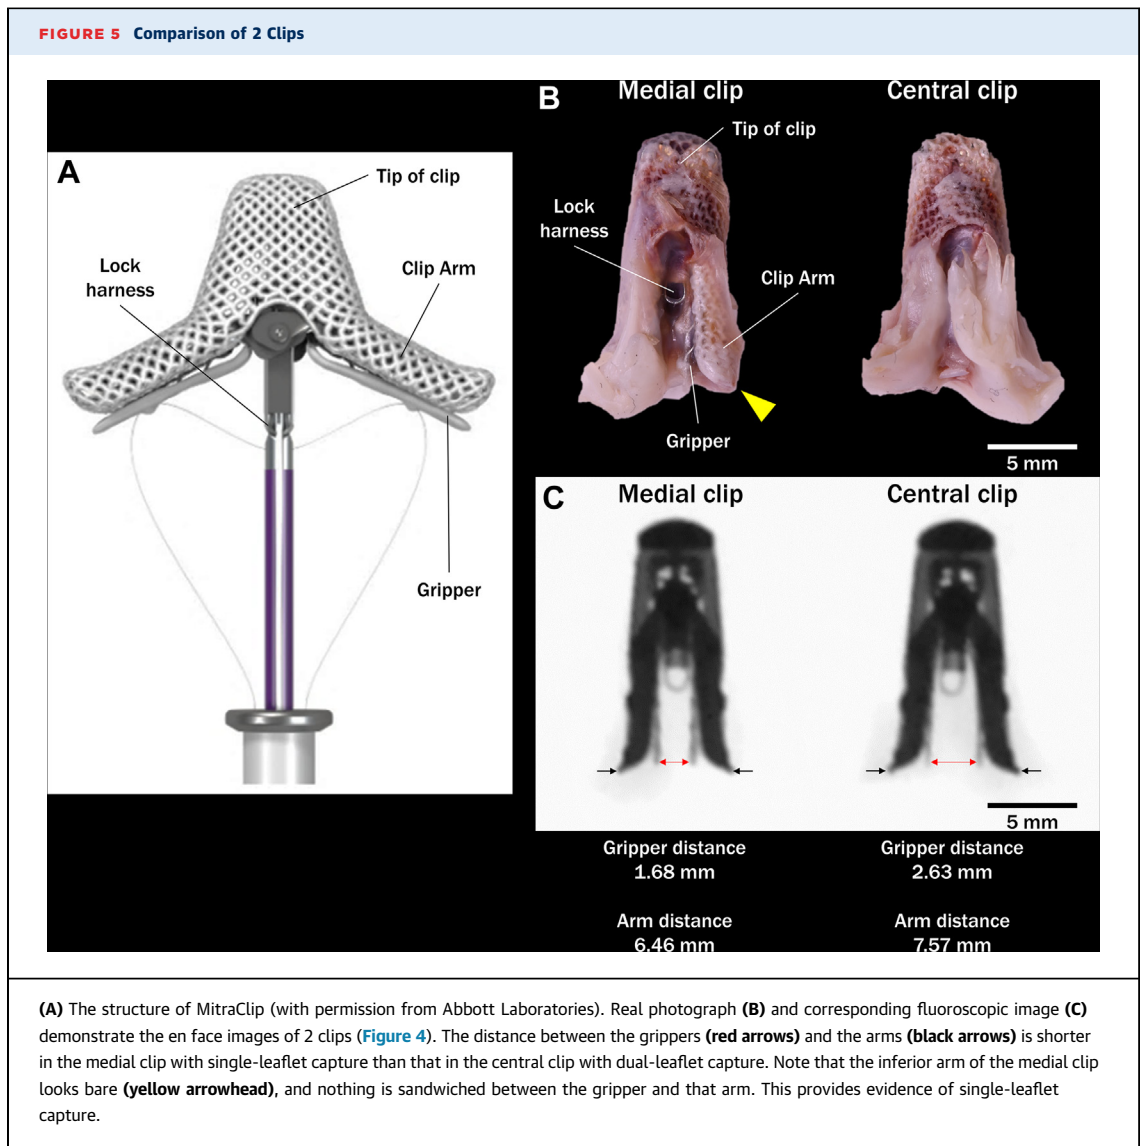 FIGURE 5 Comparison of 2 Clips
A
Tip of clip
Lock
harness
Clip Arm
Gripper
B
Medial clip
Central clip
Tip of clip
Lock
harness
Clip Arm
Gripper
5 mm
C
Medial clip
Central clip
5 mm
Gripper distance
1.68 mm
Gripper distance
2.63 mm
Arm distance
6.46 mm
Arm distance
7.57 mm
(A) The structure of MitraClip (with permission from Abbott Laboratories). Real photograph (B) and corresponding fluoroscopic image (C)
demonstrate the en face images of 2 clips (Figure 4). The distance between the grippers (red arrows) and the arms (black arrows) is shorter
in the medial clip with single-leaflet capture than that in the central clip with dual-leaflet capture. Note that the inferior arm of the medial clip
looks bare (yellow arrowhead), and nothing is sandwiched between the gripper and that arm. This provides evidence of single-leaflet
capture.